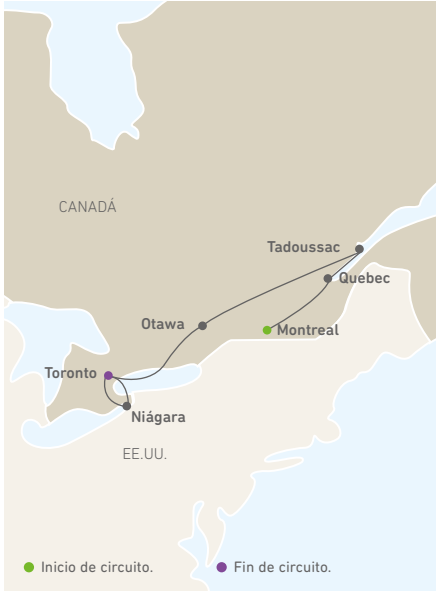 CANADÁ
Tadoussac
Quebec
Otawa
Montreal
Toronto
Niágara
EE.UU.
Inicio de circuito.
Fin de circuito.